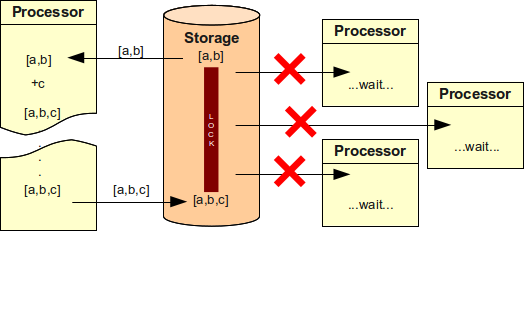 Processor
[a,b]
+c
[a,b,c]
.
.
.
[a,b,c]
[a,b]
[a,b,c]
Storage
[a,b]
LOCK
[a,b,c]
Processor
...wait...
Processor
...wait...
Processor
...wait...